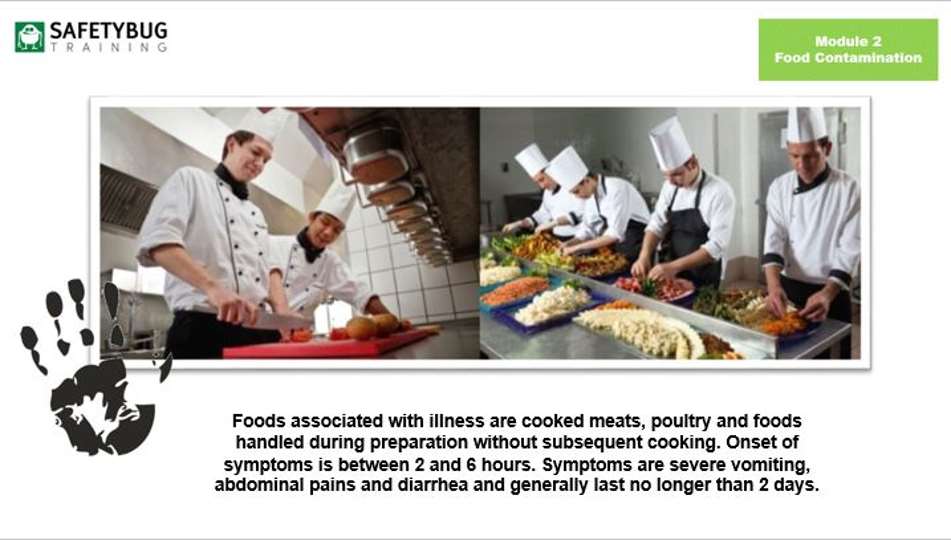 SAFETYBUG
TRAINING
Module 2
Food Contamination
Foods associated with illness are cooked meats, poultry and foods
handled during preparation without subsequent cooking. Onset of
symptoms is between 2 and 6 hours. Symptoms are severe vomiting,
abdominal pains and diarrhea and generally last no longer than 2 days.